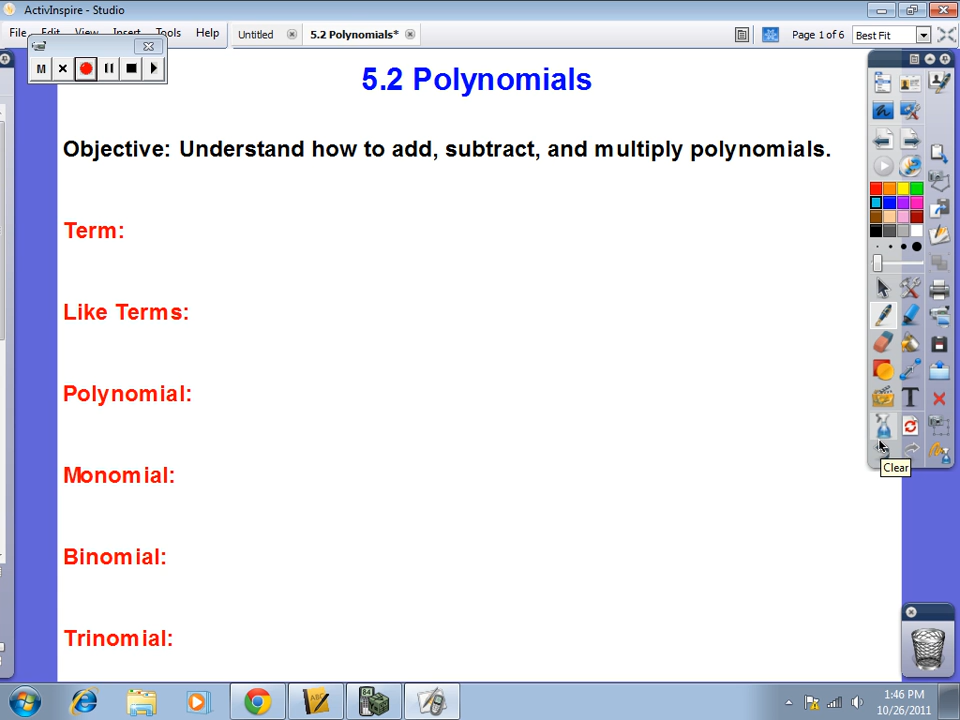 ActivInspire - Studio
File Edit View Insert Tools Help
Untitled
5.2 Polynomials*
Page 1 of 6
Best Fit
M
5.2 Polynomials
Objective: Understand how to add, subtract, and multiply polynomials.
Term:
Like Terms:
Polynomial:
Monomial:
Binomial:
Trinomial:
T
Clear
84
1:46 PM
10/26/2011